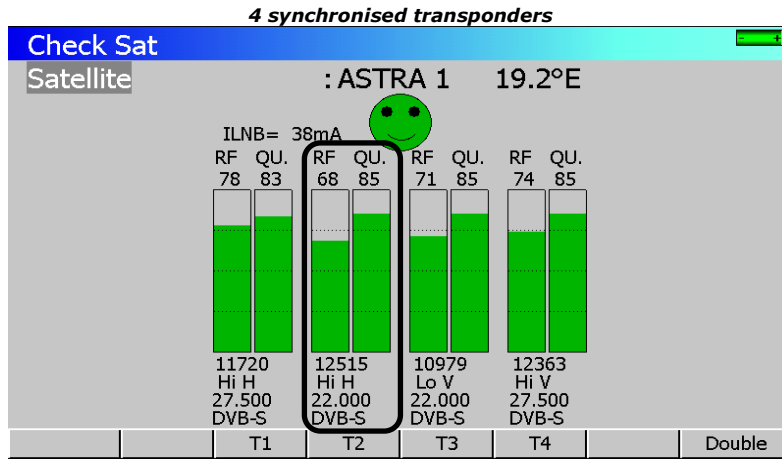 4 synchronised transponders
Check Sat
- +
Satellite : ASTRA 1 19.2°E
ILNB= 38mA
RF QU. RF QU. RF QU. RF QU.
78 83 68 85 71 85 74 85
11720 12515 10979 12363
Hi H Hi H Lo V Hi V
27.500 22.000 22.000 27.500
DVB-S DVB-S DVB-S DVB-S
T1 T2 T3 T4 Double